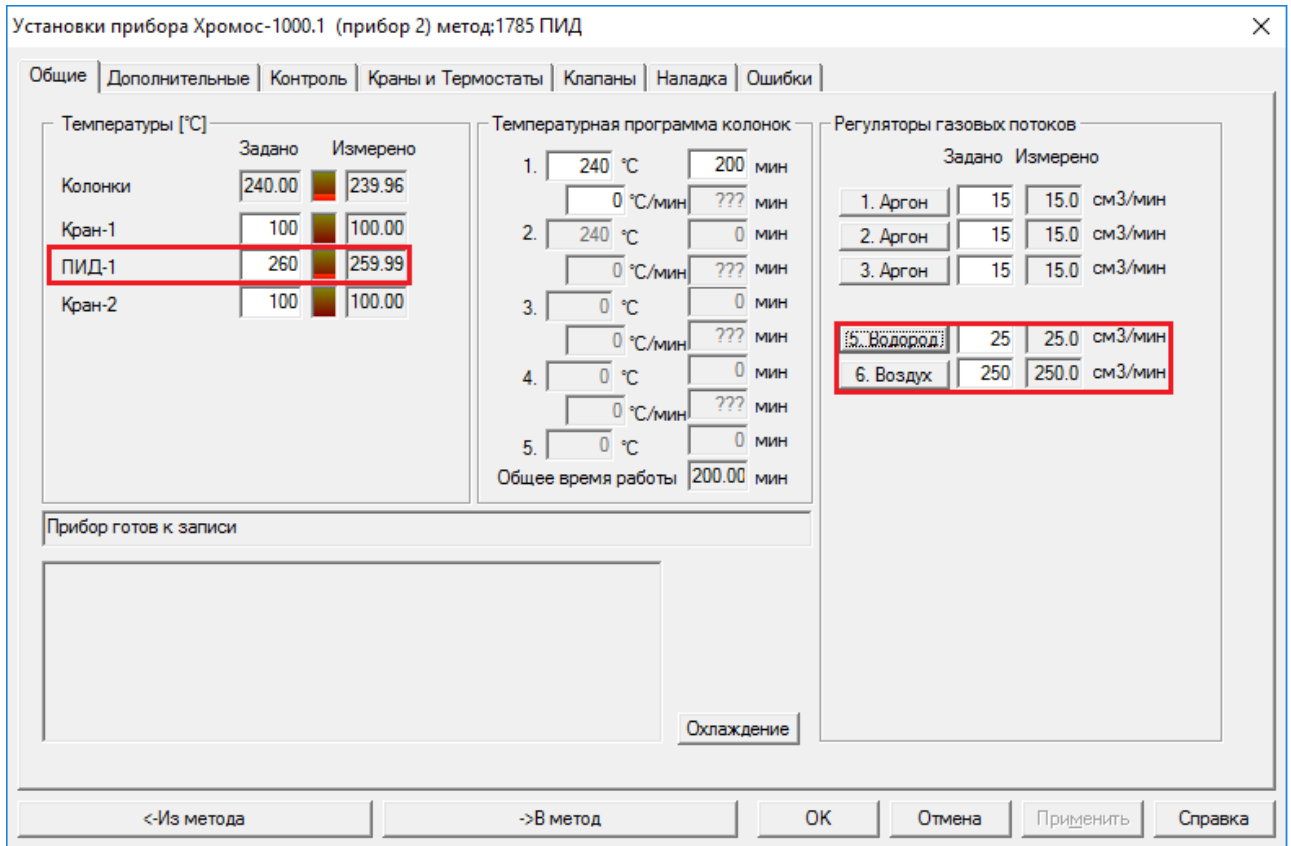 Установки прибора Хромос-1000.1 (прибор 2) метод:1785 ПИД
Общие Дополнительные Контроль Краны и Термостаты Клапаны Наладка Ошибки
Температуры [°C]
Задано Измерено
Колонки 240.00 239.96
Кран-1 100 100.00
ПИД-1 260 259.99
Кран-2 100 100.00
Температурная программа колонок
1. 240 °C 200 мин
0 °C/мин ??? мин
2. 240 °C 0 мин
0 °C/мин ??? мин
3. 0 °C 0 мин
0 °C/мин ??? мин
4. 0 °C 0 мин
0 °C/мин ??? мин
5. 0 °C 0 мин
Общее время работы 200.00 мин
Регуляторы газовых потоков
Задано Измерено
1. Аргон 15 15.0 см3/мин
2. Аргон 15 15.0 см3/мин
3. Аргон 15 15.0 см3/мин
5. Водород 25 25.0 см3/мин
6. Воздух 250 250.0 см3/мин
Прибор готов к записи
Охлаждение
<-Из метода ->В метод OK Отмена Применить Справка